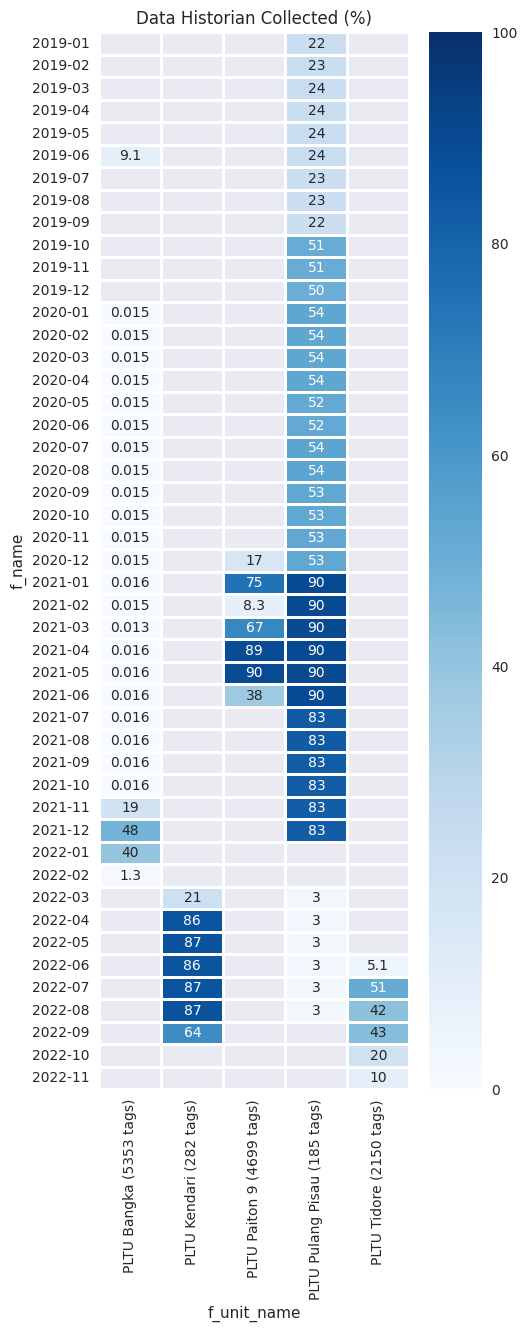 Data Historian Collected (%)
2019-01 22
2019-02 23
2019-03 24
2019-04 24
2019-05 24
2019-06 9.1 24
2019-07 23
2019-08 23
2019-09 22
2019-10 51
2019-11 51
2019-12 50
2020-01 0.015 54
2020-02 0.015 54
2020-03 0.015 54
2020-04 0.015 54
2020-05 0.015 52
2020-06 0.015 52
2020-07 0.015 54
2020-08 0.015 54
2020-09 0.015 53
2020-10 0.015 53
2020-11 0.015 53
2020-12 0.015 17 53
2021-01 0.016 75 90
2021-02 0.015 8.3 90
2021-03 0.013 67 90
2021-04 0.016 89 90
2021-05 0.016 90 90
2021-06 0.016 38 90
2021-07 0.016 83
2021-08 0.016 83
2021-09 0.016 83
2021-10 0.016 83
2021-11 19 83
2021-12 48 83
2022-01 40
2022-02 1.3
2022-03 21 3
2022-04 86 3
2022-05 87 3
2022-06 86 3 5.1
2022-07 87 3 51
2022-08 87 3 42
2022-09 64 43
2022-10 20
2022-11 10
f_name
PLTU Bangka (5353 tags)
PLTU Kendari (282 tags)
PLTU Paiton 9 (4699 tags)
PLTU Pulang Pisau (185 tags)
PLTU Tidore (2150 tags)
f_unit_name
100
80
60
40
20
0